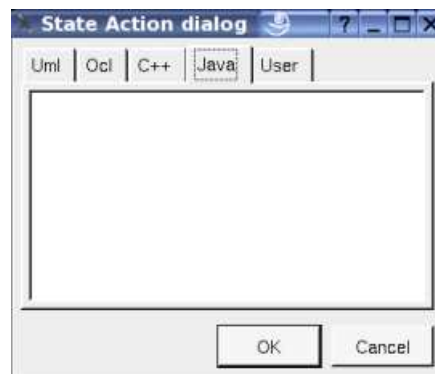 State Action dialog ? _ X
Uml Ocl C++ Java User
OK Cancel